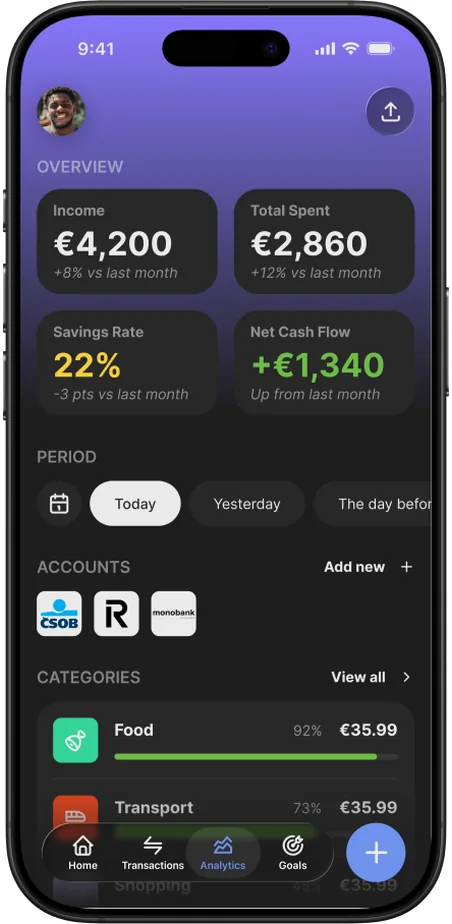 9:41
OVERVIEW
Income
€4,200
+8% vs last month
Total Spent
€2,860
+12% vs last month
Savings Rate
22%
-3 pts vs last month
Net Cash Flow
+€1,340
Up from last month
PERIOD
Today Yesterday The day befor
ACCOUNTS Add new
ČSOB R monobank
CATEGORIES View all
Food 92% €35.99
Transport 73% €35.99
Shopping 46% €35.99
Home Transactions Analytics Goals